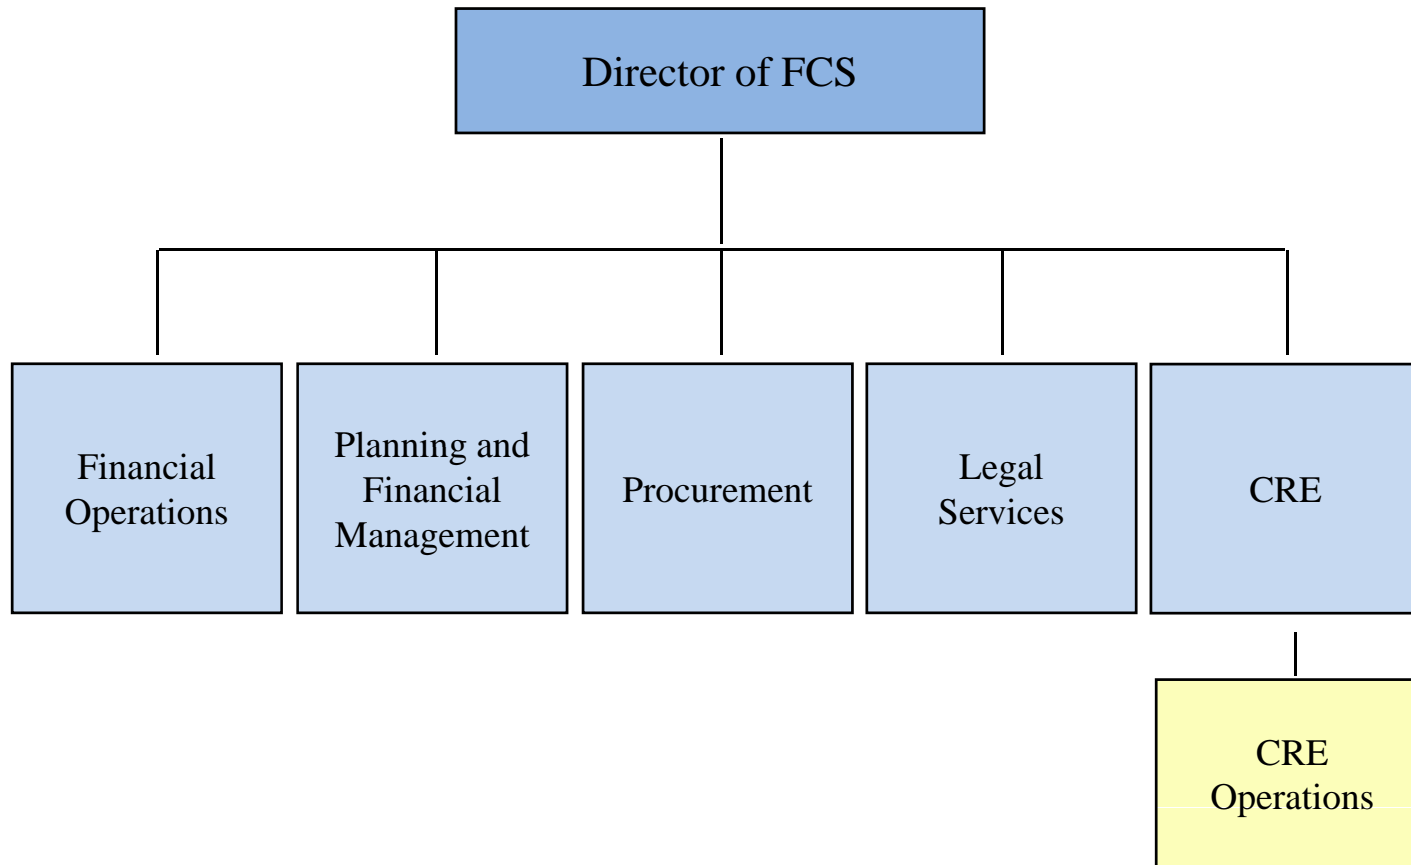 Director of FCS
Financial
Operations
Planning and
Financial
Management
Procurement
Legal
Services
CRE
CRE
Operations